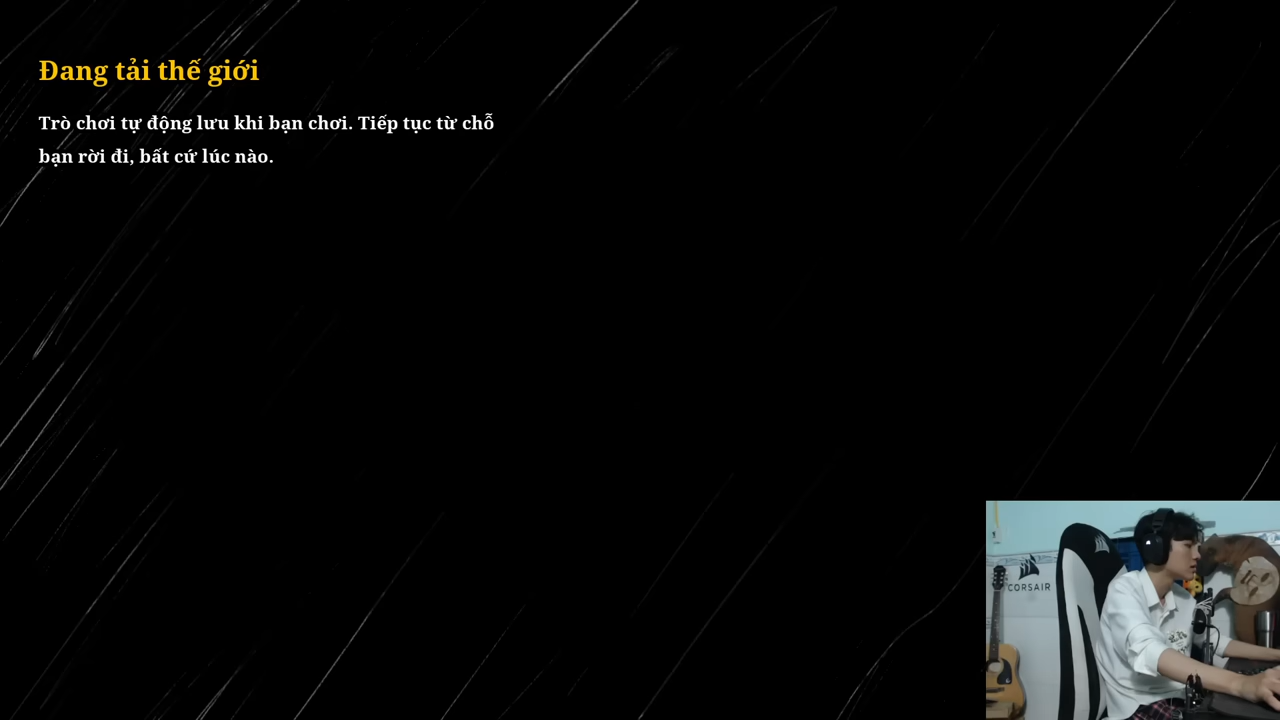 Đang tải thế giới
Trò chơi tự động lưu khi bạn chơi. Tiếp tục từ chỗ
bạn rời đi, bất cứ lúc nào.
CORSAIR